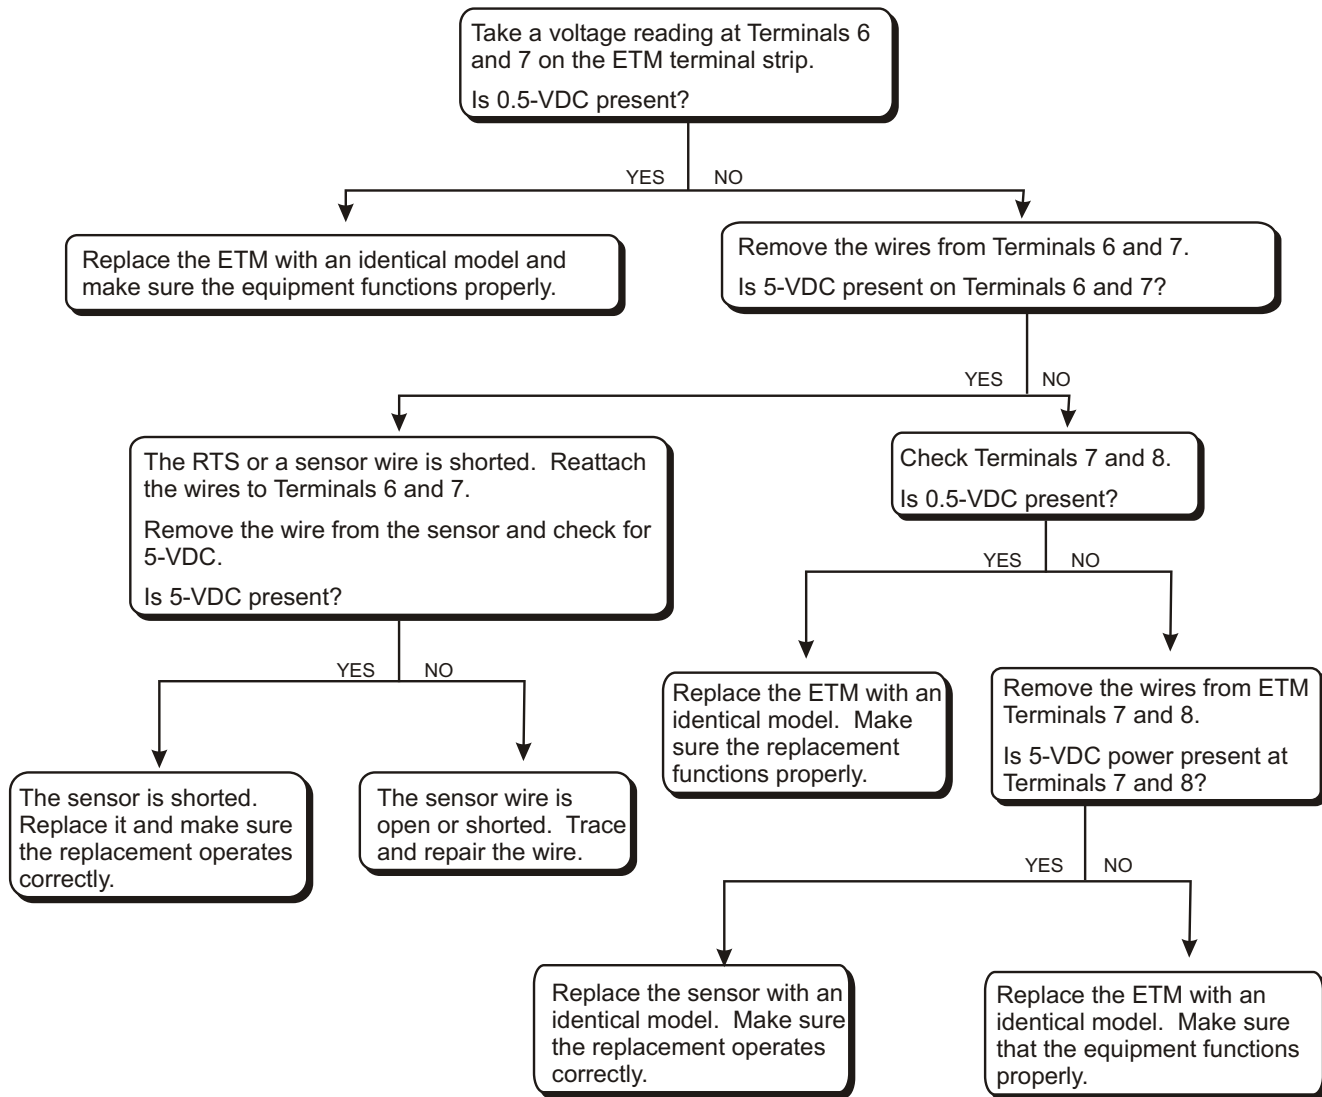 Take a voltage reading at Terminals 6
and 7 on the ETM terminal strip.
Is 0.5-VDC present?
YES
NO
Replace the ETM with an identical model and
make sure the equipment functions properly.
Remove the wires from Terminals 6 and 7.
Is 5-VDC present on Terminals 6 and 7?
YES
NO
The RTS or a sensor wire is shorted.  Reattach
the wires to Terminals 6 and 7.
Remove the wire from the sensor and check for
5-VDC.
Is 5-VDC present?
Check Terminals 7 and 8.
Is 0.5-VDC present?
YES
NO
YES
NO
Replace the ETM with an
identical model.  Make
sure the replacement
functions properly.
Remove the wires from ETM
Terminals 7 and 8.
Is 5-VDC power present at
Terminals 7 and 8?
The sensor is shorted.
Replace it and make sure
the replacement operates
correctly.
The sensor wire is
open or shorted.  Trace
and repair the wire.
YES
NO
Replace the sensor with an
identical model.  Make sure
the replacement operates
correctly.
Replace the ETM with an
identical model.  Make sure
that the equipment functions
properly.